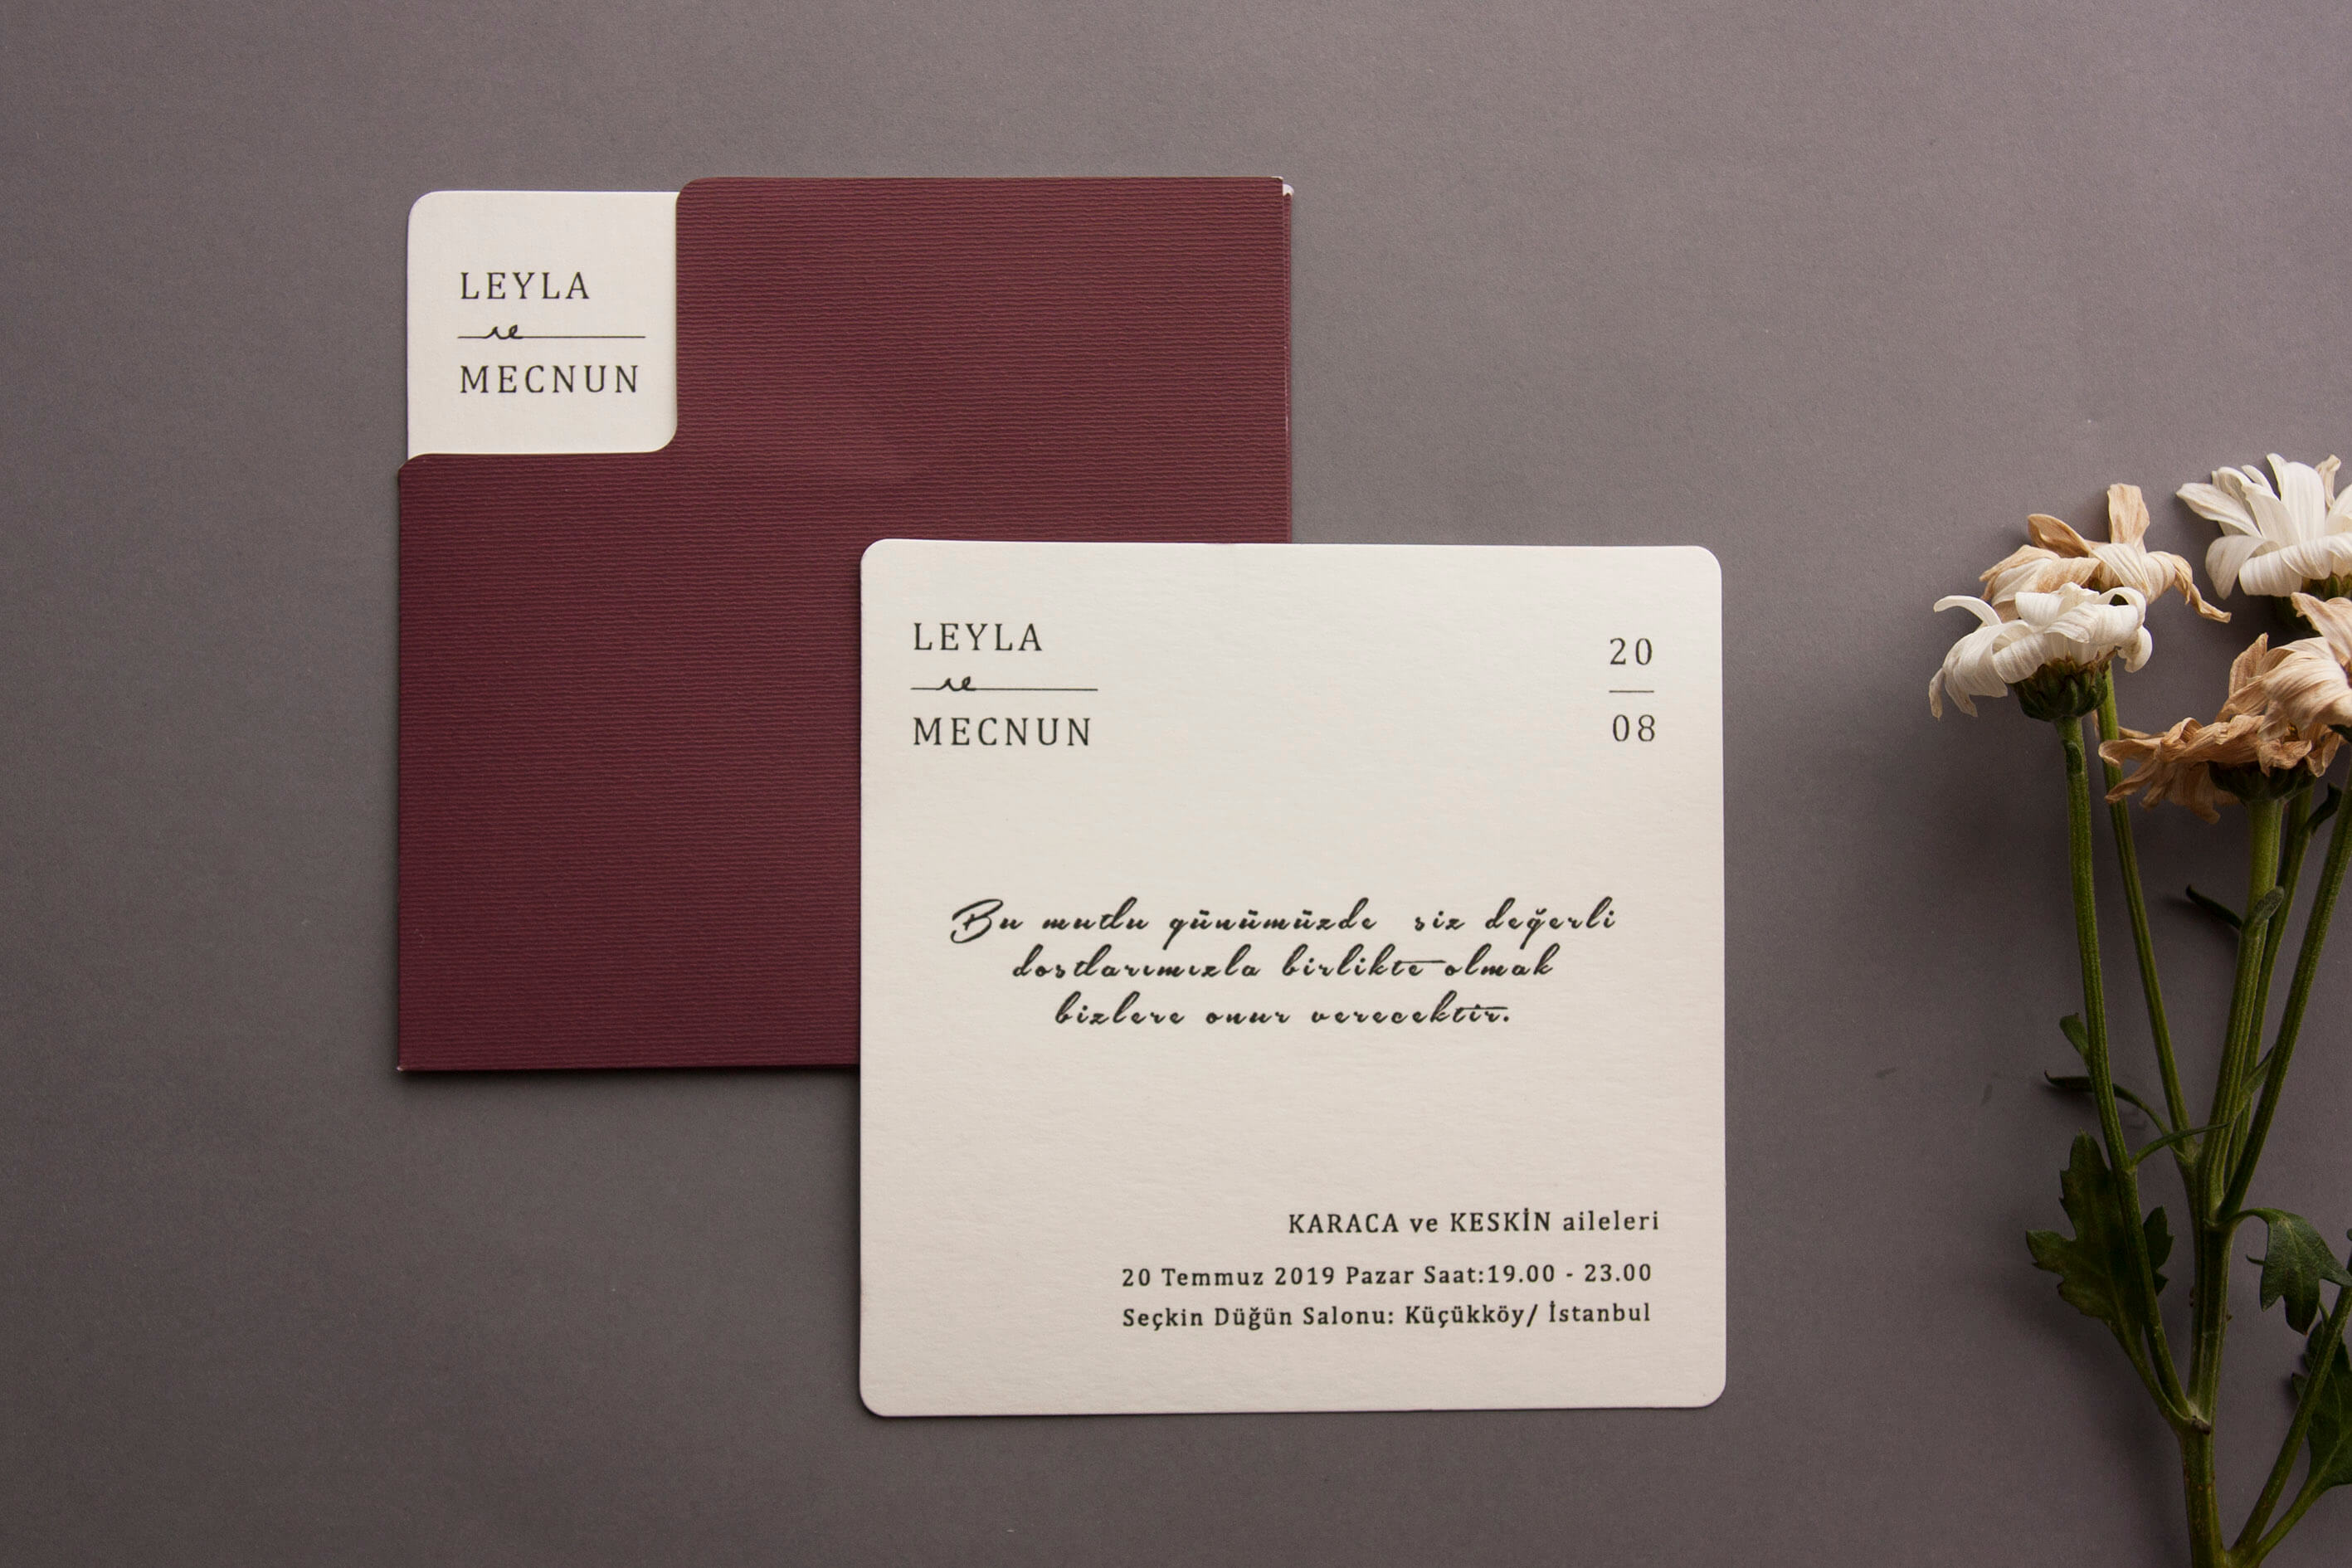 LEYLA
ve
MECNUN
LEYLA
ve
MECNUN
20
08
Bu mutlu günümüzde siz değerli
dostlarımızla birlikte olmak
bizlere onur verecektir.
KARACA ve KESKİN aileleri
20 Temmuz 2019 Pazar Saat:19.00 - 23.00
Seçkin Düğün Salonu: Küçükköy/ İstanbul